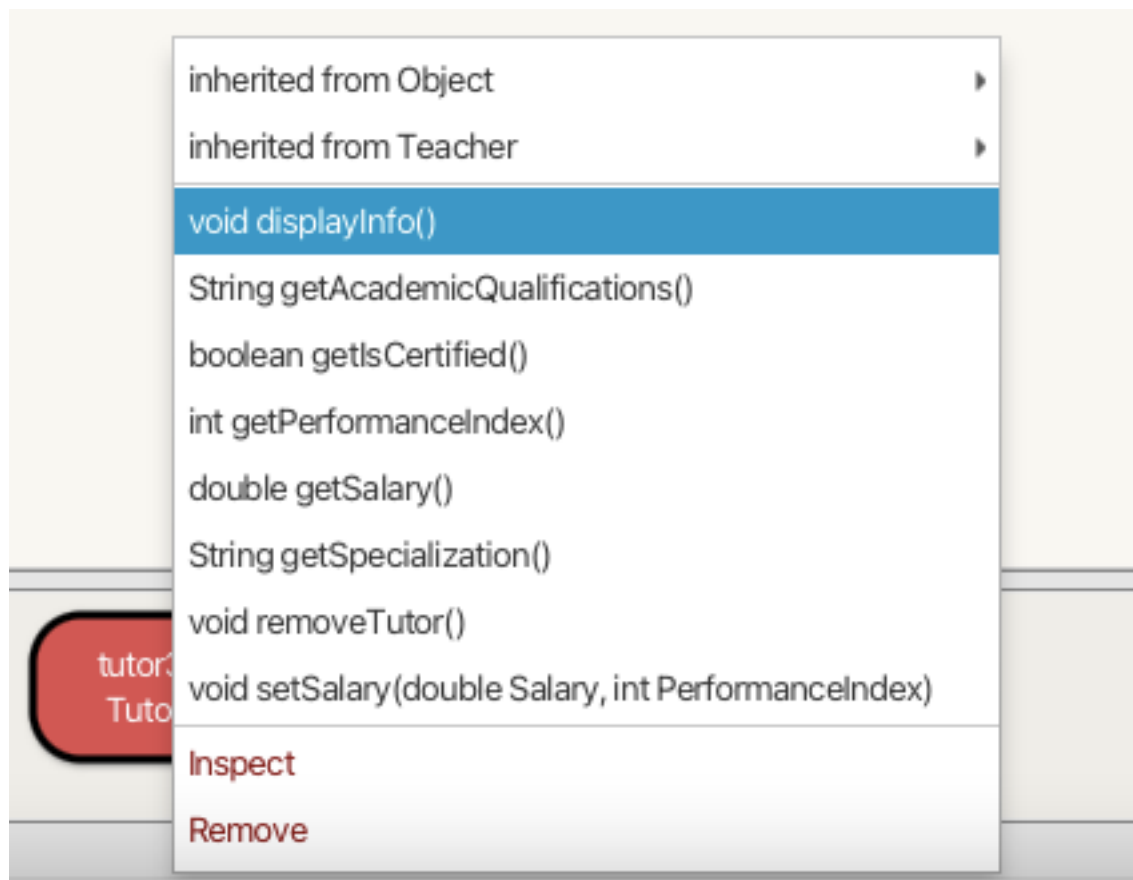 inherited from Object
inherited from Teacher
void displayInfo()
String getAcademicQualifications()
boolean getIsCertified()
int getPerformanceIndex()
double getSalary()
String getSpecialization()
void removeTutor()
void setSalary(double Salary, int PerformanceIndex)
Inspect
Remove